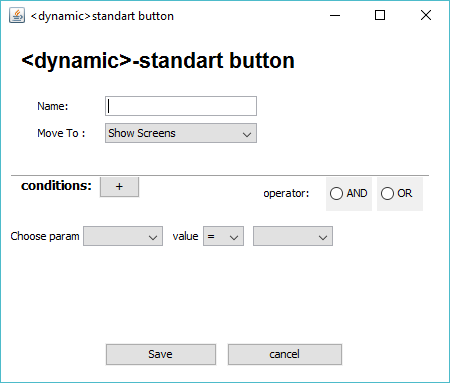 <dynamic>-standart button
<dynamic>-standart button
Name:
Move To : Show Screens
conditions: + operator: AND OR
Choose param value =
Save cancel